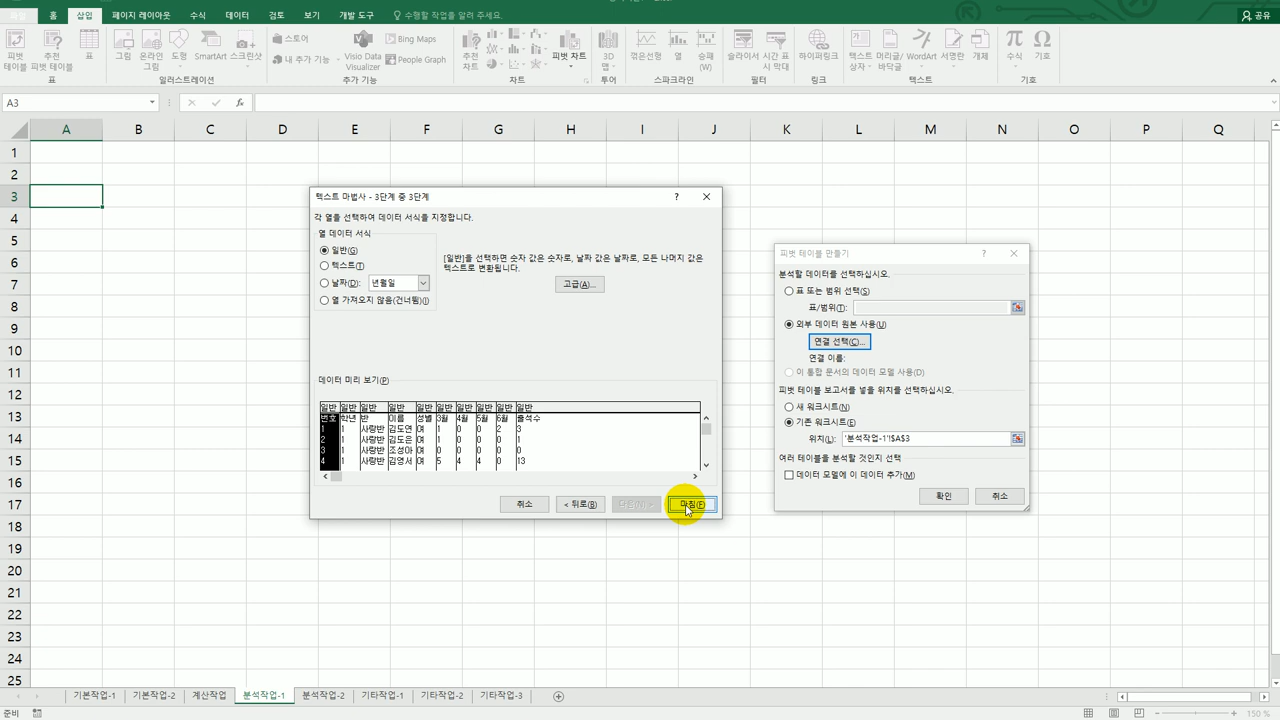 홈 삽입 페이지 레이아웃 수식 데이터 검토 보기 개발 도구 수행할 작업을 알려 주세요. 공유
피벗 테이블 추천 피벗 테이블 표 그림 온라인 그림 도형 SmartArt 스크린샷 스토어 내 추가 기능 Visio Data Visualizer Bing Maps People Graph 추천 차트 피벗 차트 3D 맵 꺾은선형 열 승패 (W) 슬라이서 시간 표시 막대 하이퍼링크 텍스트 상자 머리글/바닥글 WordArt 서명란 개체 수식 기호
표 일러스트레이션 추가 기능 차트 투어 스파크라인 필터 링크 텍스트 기호
A3 fx
A B C D E F G H I J K L M N O P Q
1
2
3
4
5
6
7
8
9
10
11
12
13
14
15
16
17
18
19
20
21
22
23
24
25
텍스트 마법사 - 3단계 중 3단계 ?
각 열을 선택하여 데이터 서식을 지정합니다.
열 데이터 서식
일반(G)
텍스트(T)
날짜(D): 년월일
열 가져오지 않음(건너뜀)(I)
[일반]을 선택하면 숫자 값은 숫자로, 날짜 값은 날짜로, 모든 나머지 값은
텍스트로 변환됩니다.
고급(A)...
데이터 미리 보기(P)
일반 일반 일반 일반 일반 일반 일반 일반 일반 일반
번호 학년 반 이름 성별 3월 4월 5월 6월 출석수
1 1 사랑반 김도연 여 1 0 0 2 3
2 1 사랑반 김도은 여 1 0 0 0 1
3 1 사랑반 조성아 여 0 0 0 0 0
4 1 사랑반 김영서 여 5 4 4 0 13
취소 < 뒤로(B) 다음(N) > 마침(F)
피벗 테이블 만들기 ?
분석할 데이터를 선택하십시오.
표 또는 범위 선택(S)
표/범위(T):
외부 데이터 원본 사용(U)
연결 선택(C)...
연결 이름:
이 통합 문서의 데이터 모델 사용(D)
피벗 테이블 보고서를 넣을 위치를 선택하십시오.
새 워크시트(N)
기존 워크시트(E)
위치(L): '분석작업-1'!$A$3
여러 테이블을 분석할 것인지 선택
데이터 모델에 이 데이터 추가(M)
확인 취소
기본작업-1 기본작업-2 계산작업 분석작업-1 분석작업-2 기타작업-1 기타작업-2 기타작업-3
준비 150 %